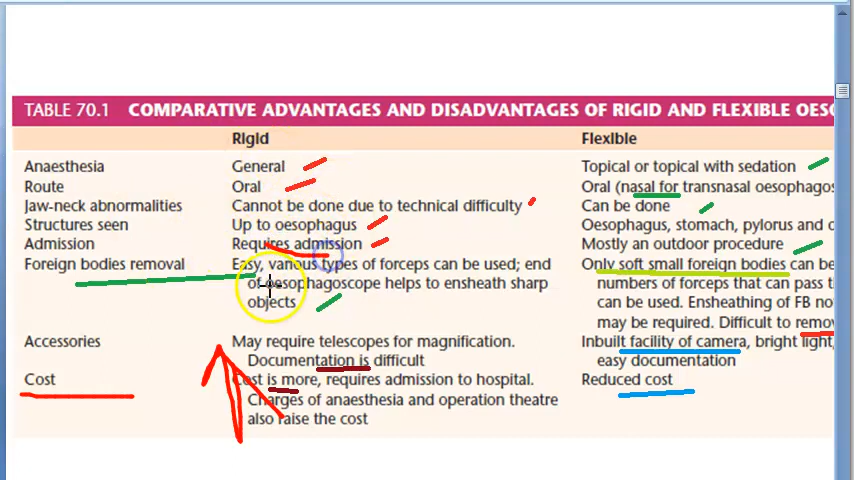 TABLE 70.1 COMPARATIVE ADVANTAGES AND DISADVANTAGES OF RIGID AND FLEXIBLE
Rigid Flexible
Anaesthesia General Topical or topical with sedation
Route Oral Oral (nasal for transnasal
Jaw-neck abnormalities Cannot be done due to technical difficulty Can be done
Structures seen Up to oesophagus Oesophagus, stomach, pylorus and
Admission Requires admission Mostly an outdoor procedure
Foreign bodies removal Easy, various types of forceps can be used; end Only soft small foreign bodies can be
of oesophagoscope helps to ensheath sharp numbers of forceps that can pass
objects can be used. Ensheathing of FB
may be required. Difficult to
Accessories May require telescopes for magnification. Inbuilt facility of camera, bright light,
Documentation is difficult easy documentation
Cost Cost is more, requires admission to hospital. Reduced cost
Charges of anaesthesia and operation theatre
also raise the cost